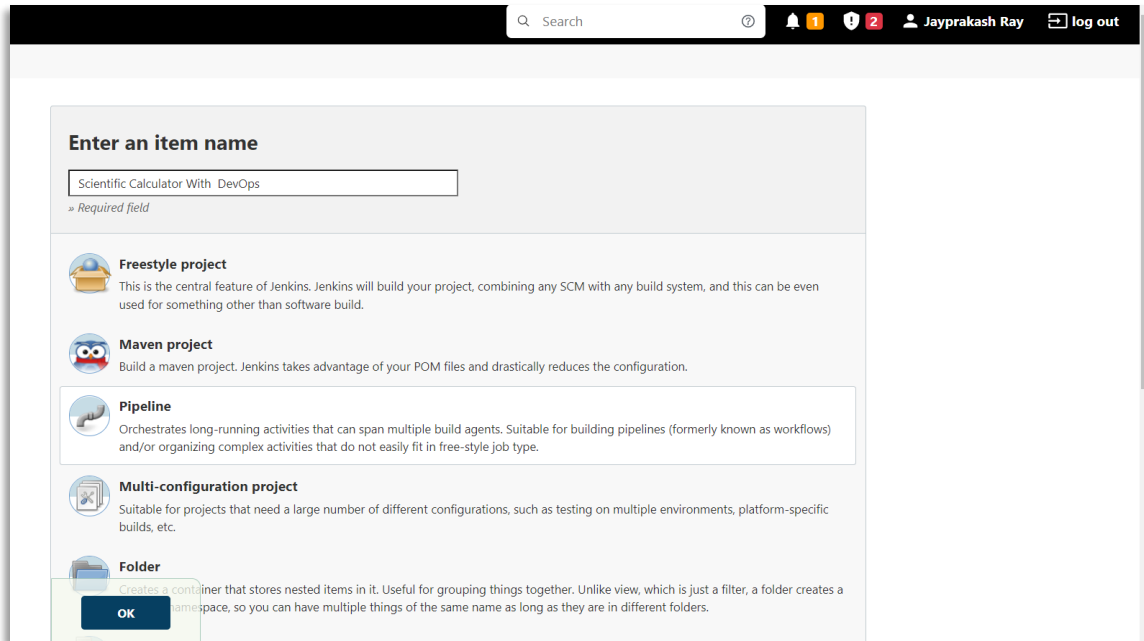 Search
1
2
Jayprakash Ray
log out
Enter an item name
Scientific Calculator With  DevOps
» Required field
Freestyle project
This is the central feature of Jenkins. Jenkins will build your project, combining any SCM with any build system, and this can be even
used for something other than software build.
Maven project
Build a maven project. Jenkins takes advantage of your POM files and drastically reduces the configuration.
Pipeline
Orchestrates long-running activities that can span multiple build agents. Suitable for building pipelines (formerly known as workflows)
and/or organizing complex activities that do not easily fit in free-style job type.
Multi-configuration project
Suitable for projects that need a large number of different configurations, such as testing on multiple environments, platform-specific
builds, etc.
Folder
Creates a container that stores nested items in it. Useful for grouping things together. Unlike view, which is just a filter, a folder creates a
namespace, so you can have multiple things of the same name as long as they are in different folders.
OK